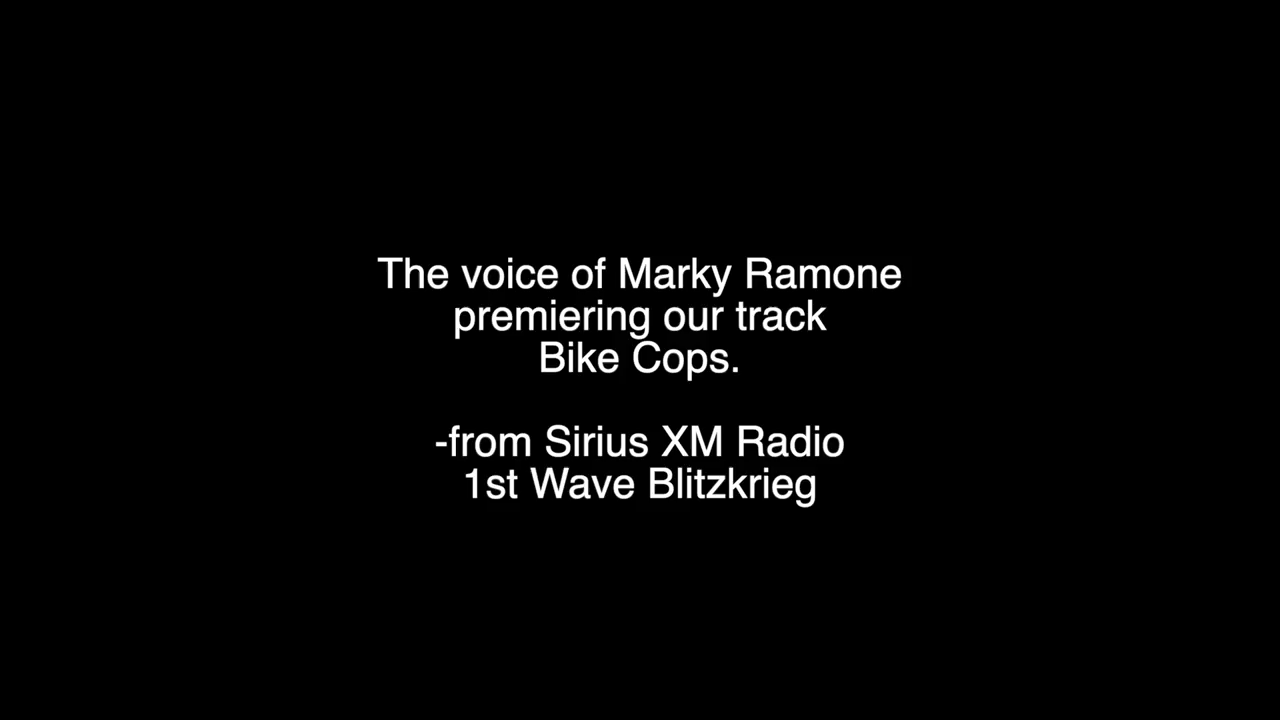 The voice of Marky Ramone
premiering our track
Bike Cops.
-from Sirius XM Radio
1st Wave Blitzkrieg